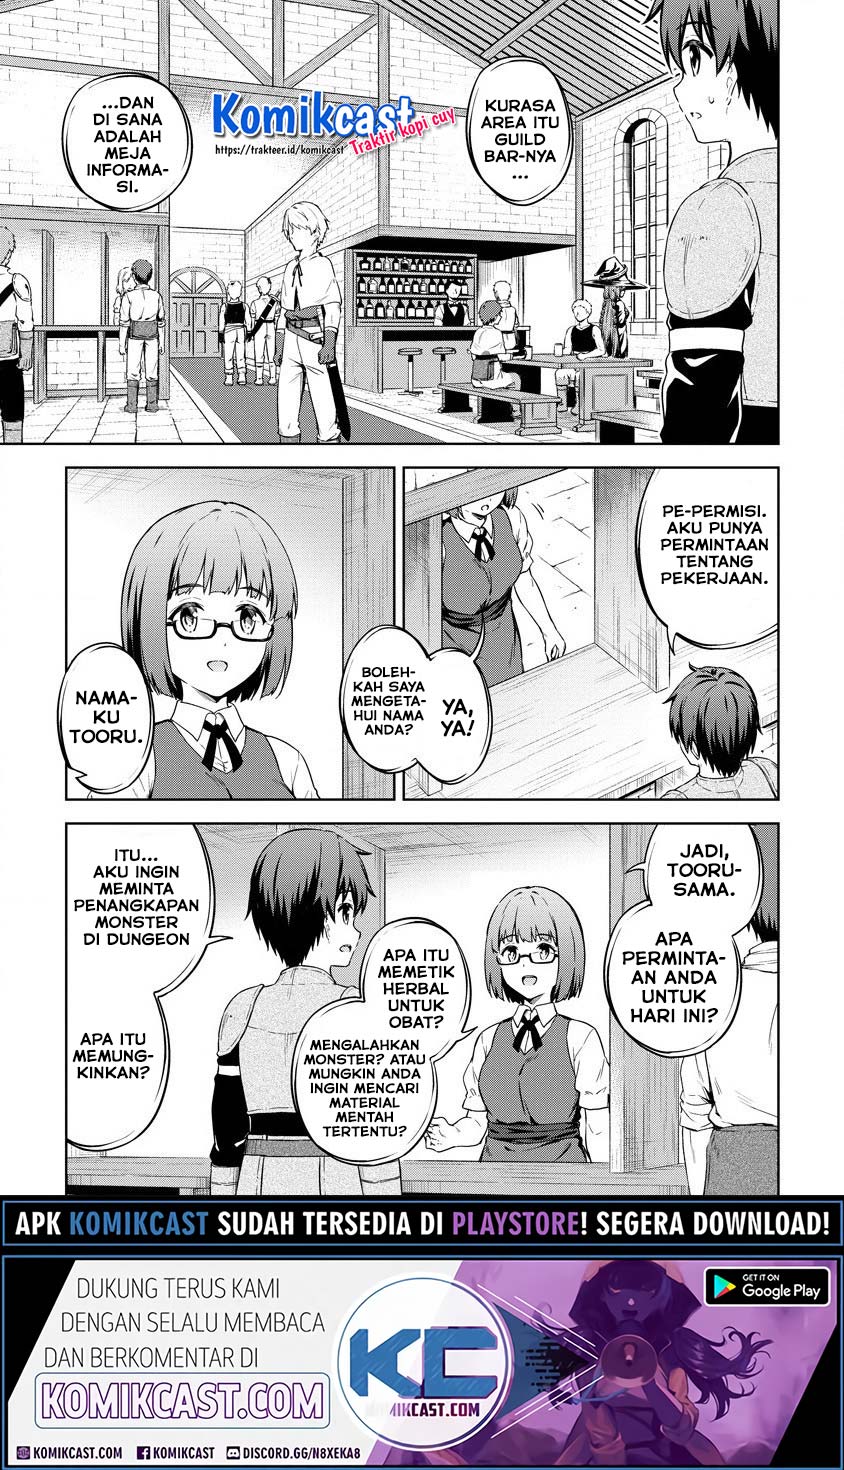 KURASA
AREA ITU
GUILD
BAR-NYA
...
Komikcast
Traktir kopi cuy
https://trakteer.id/komikcast
...DAN
DI SANA
ADALAH
MEJA
INFORMA-
SI.
PE-PERMISI.
AKU PUNYA
PERMINTAAN
TENTANG
PEKERJAAN.
YA,
YA!
BOLEH-
KAH SAYA
MENGETA-
HUI NAMA
ANDA?
NAMA-
KU
TOORU.
JADI,
TOORU-
SAMA.
APA
PERMINTA-
AN ANDA
UNTUK
HARI INI?
APA ITU
MEMETIK
HERBAL
UNTUK
OBAT?
MENGALAHKAN
MONSTER? ATAU
MUNGKIN ANDA
INGIN MENCARI
MATERIAL
MENTAH
TERTENTU?
ITU...
AKU INGIN
MEMINTA
PENANGKAPAN
MONSTER
DI DUNGEON
APA ITU
MEMUNG-
KINKAN?
APK KOMIKCAST SUDAH TERSEDIA DI PLAYSTORE! SEGERA DOWNLOAD!
DUKUNG TERUS KAMI
DENGAN SELALU MEMBACA
DAN BERKOMENTAR DI
KOMIKCAST.COM
KOMIKCAST.COM KOMIKCAST DISCORD.GG/N8XEKA8
KC
KOMIKCAST.COM
GET IT ON
Google Play